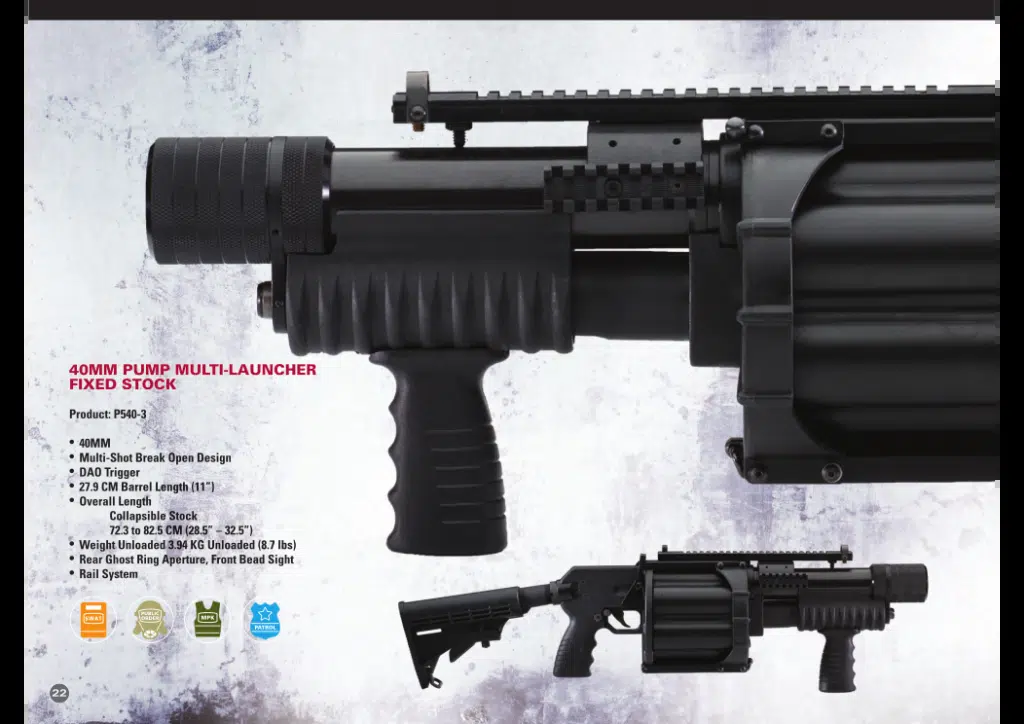 40MM PUMP MULTI-LAUNCHER
FIXED STOCK
Product: P540-3
• 40MM
• Multi-Shot Break Open Design
• DAO Trigger
• 27.9 CM Barrel Length (11")
• Overall Length
Collapsible Stock
72.3 to 82.5 CM (28.5" – 32.5")
• Weight Unloaded 3.94 KG Unloaded (8.7 lbs)
• Rear Ghost Ring Aperture, Front Bead Sight
• Rail System
SWAT
PUBLIC
ORDER
MPK
PATROL
22